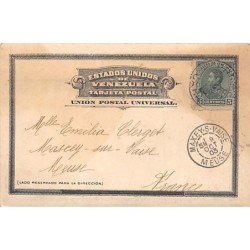 ESTADOS UNIDOS
DE
VENEZUELA
TARJETA POSTAL
UNIÓN POSTAL UNIVERSAL
Mlle Emilia Clerget
Maxey-sur-Vaise
Meuse
France
MAXEY-S-VAISE
MEUSE
(LADO RESERVADO PARA LA DIRECCIÓN)